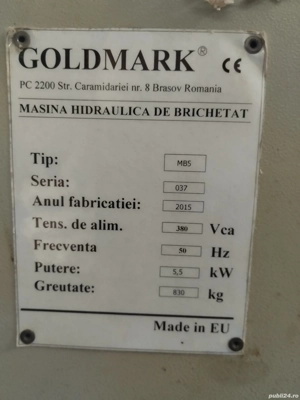 GOLDMARK® CE
PC 2200 Str. Caramidariei nr. 8 Brasov Romania
MASINA HIDRAULICA DE BRICHETAT
Tip: MB5
Seria: 037
Anul fabricatiei: 2015
Tens. de alim. 380 Vca
Frecventa 50 Hz
Putere: 5,5 kW
Greutate: 830 kg
Made in EU
publi24.ro